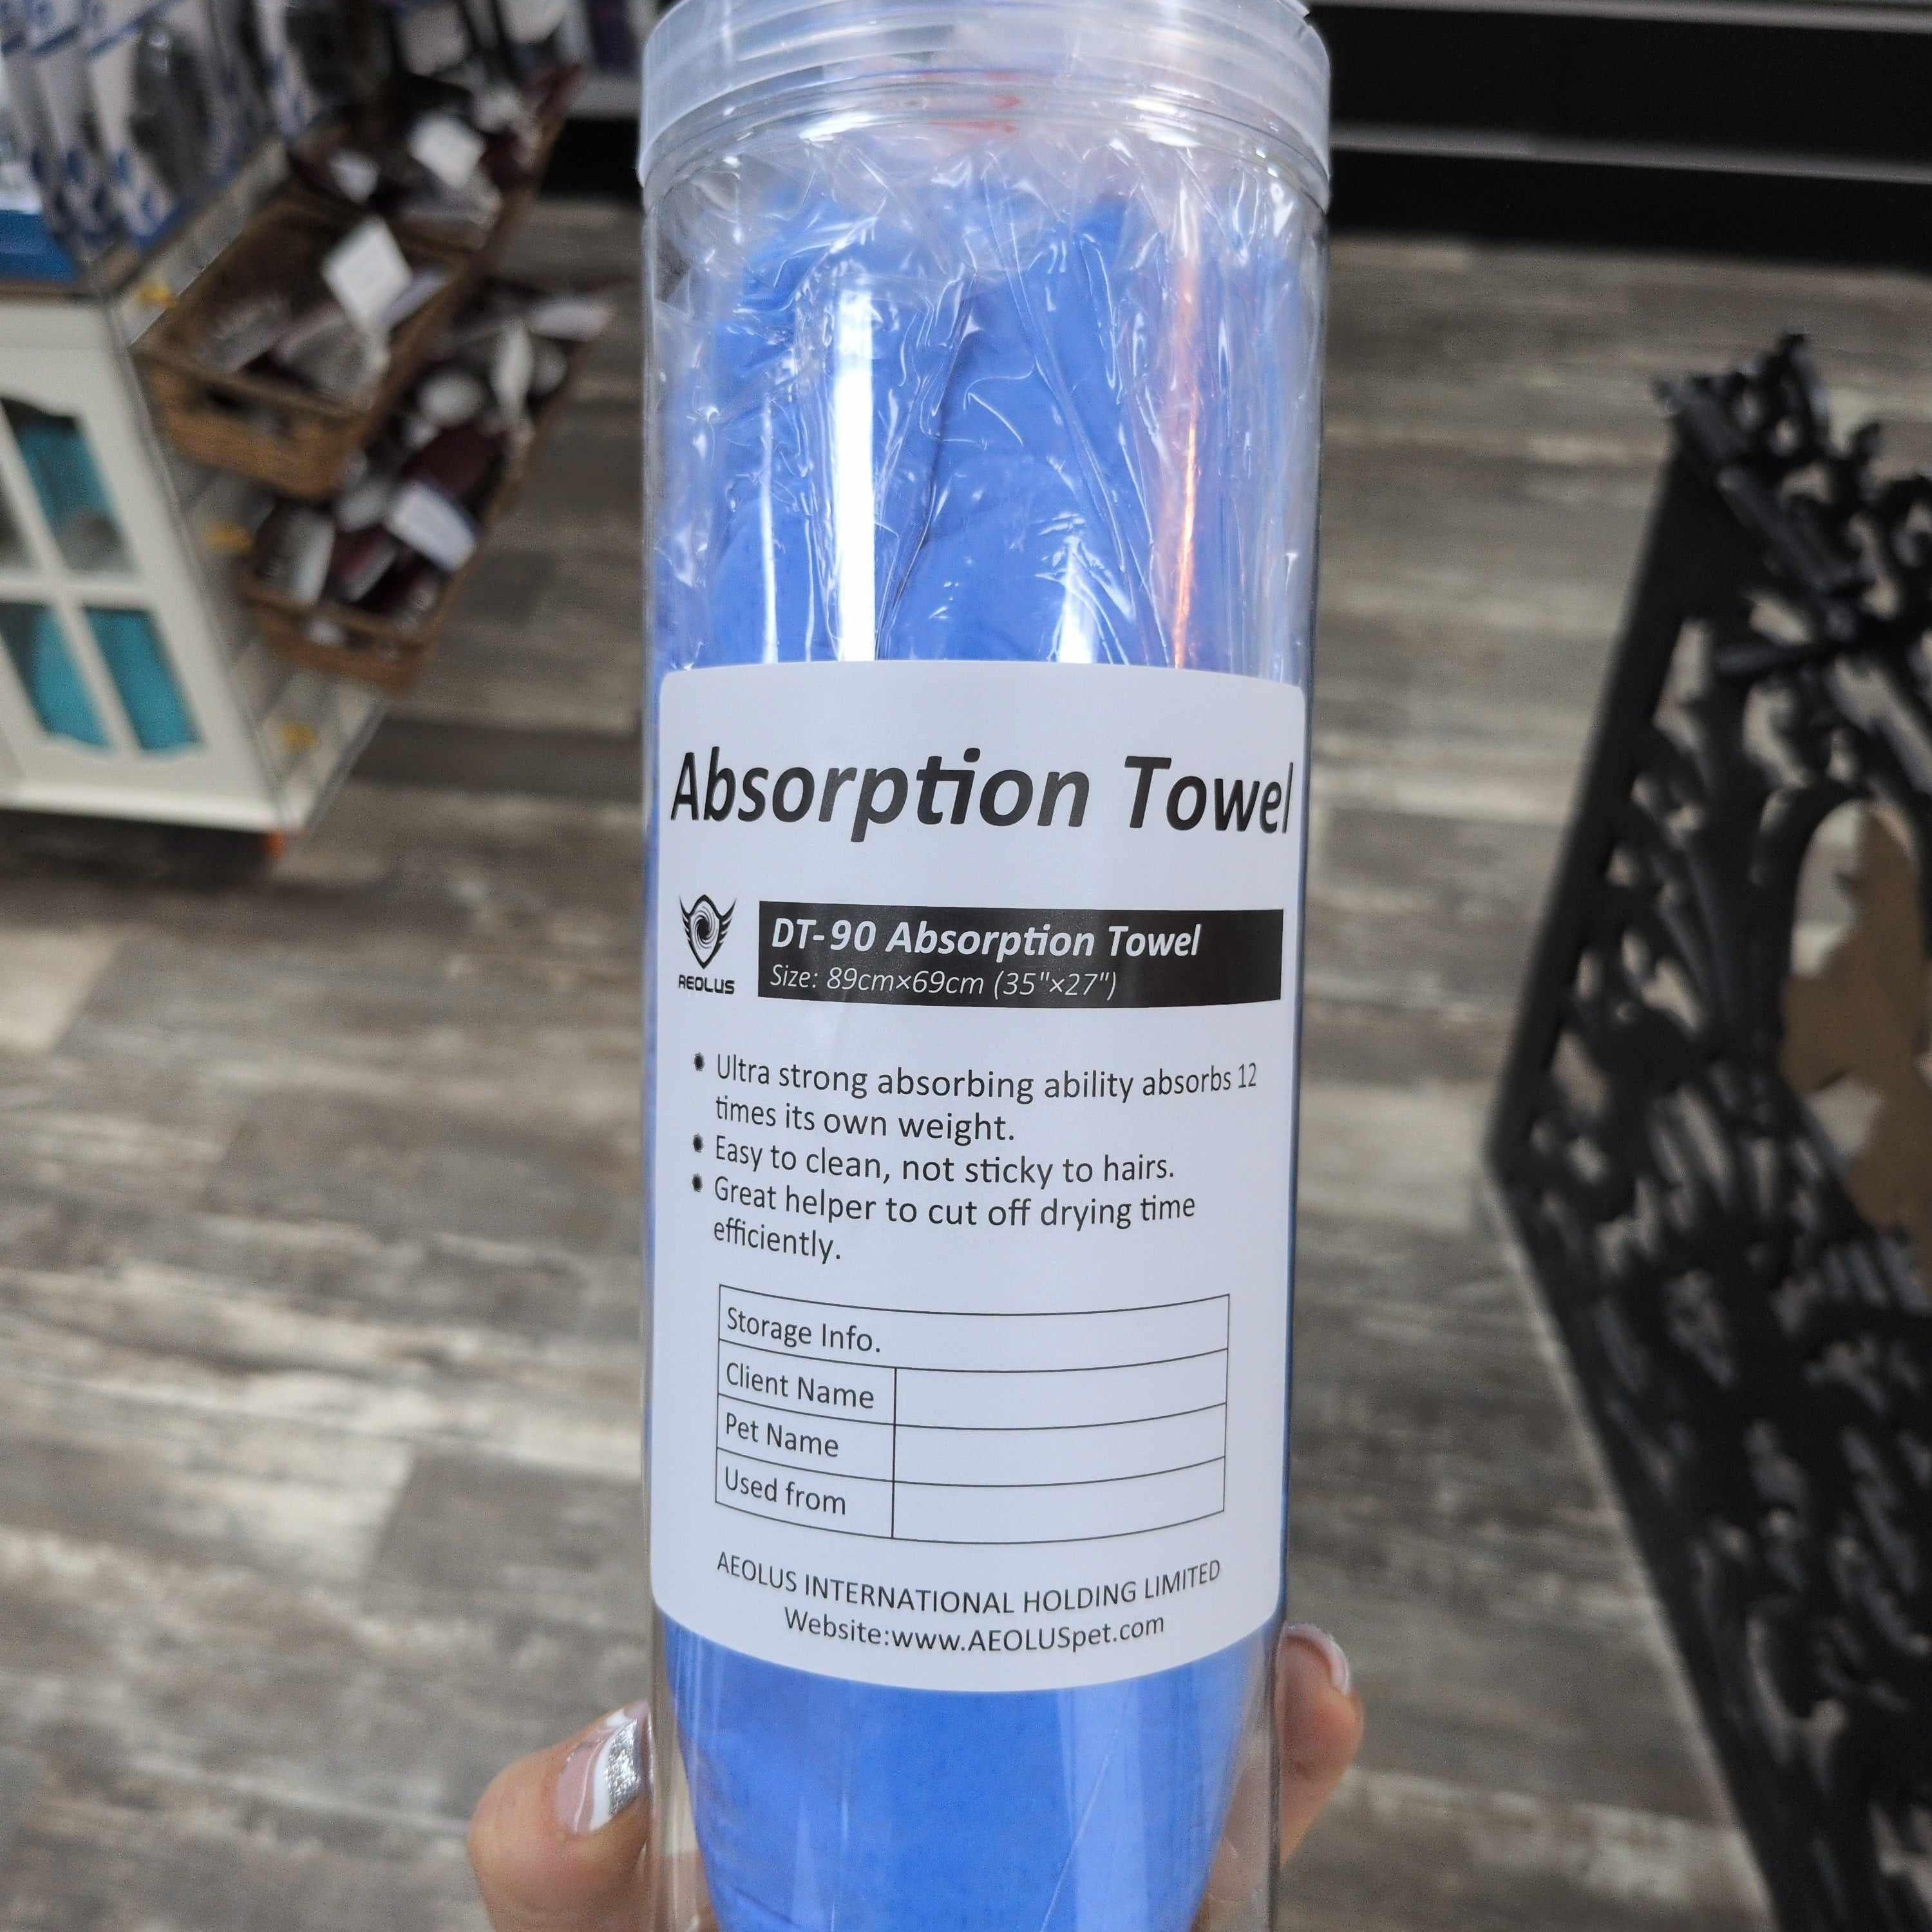 Absorption Towel
AEOLUS
DT-90 Absorption Towel
Size: 89cm×69cm (35"×27")
• Ultra strong absorbing ability absorbs 12
times its own weight.
• Easy to clean, not sticky to hairs.
• Great helper to cut off drying time
efficiently.
Storage Info.
Client Name
Pet Name
Used from
AEOLUS INTERNATIONAL HOLDING LIMITED
Website:www.AEOLUSpet.com